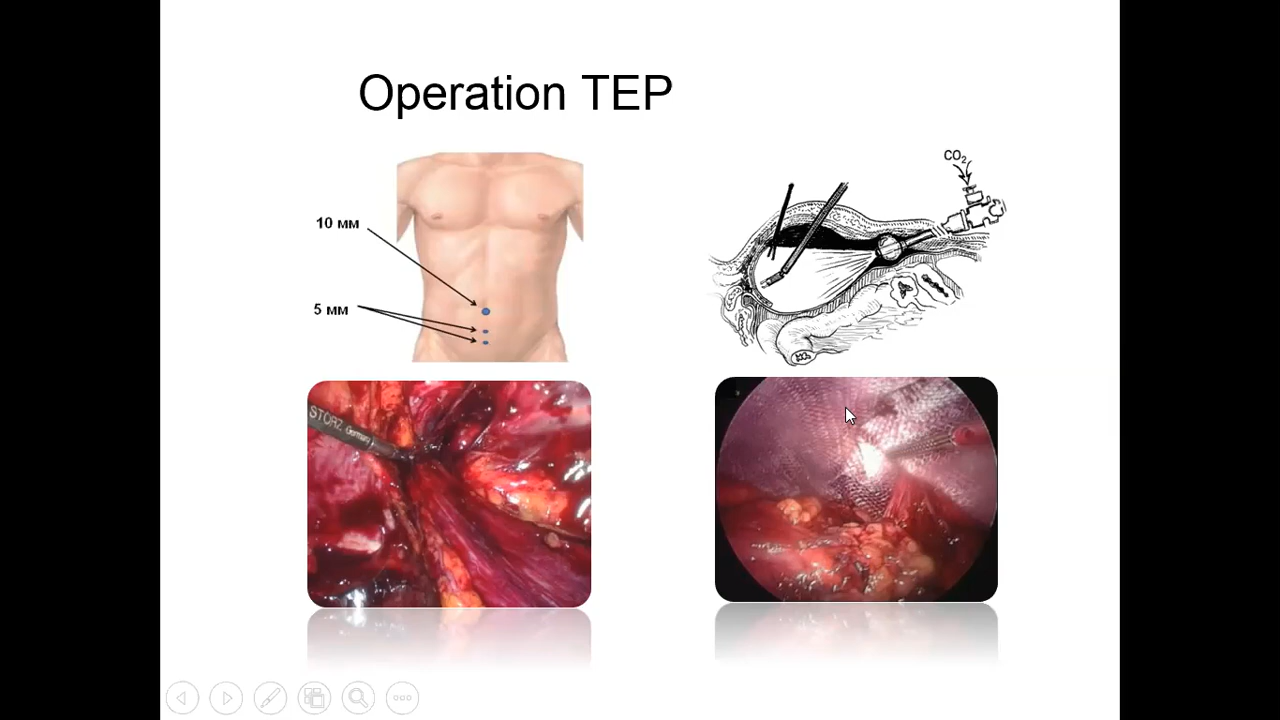 Operation TEP
10 мм
5 мм
CO₂
STORZ
Germany